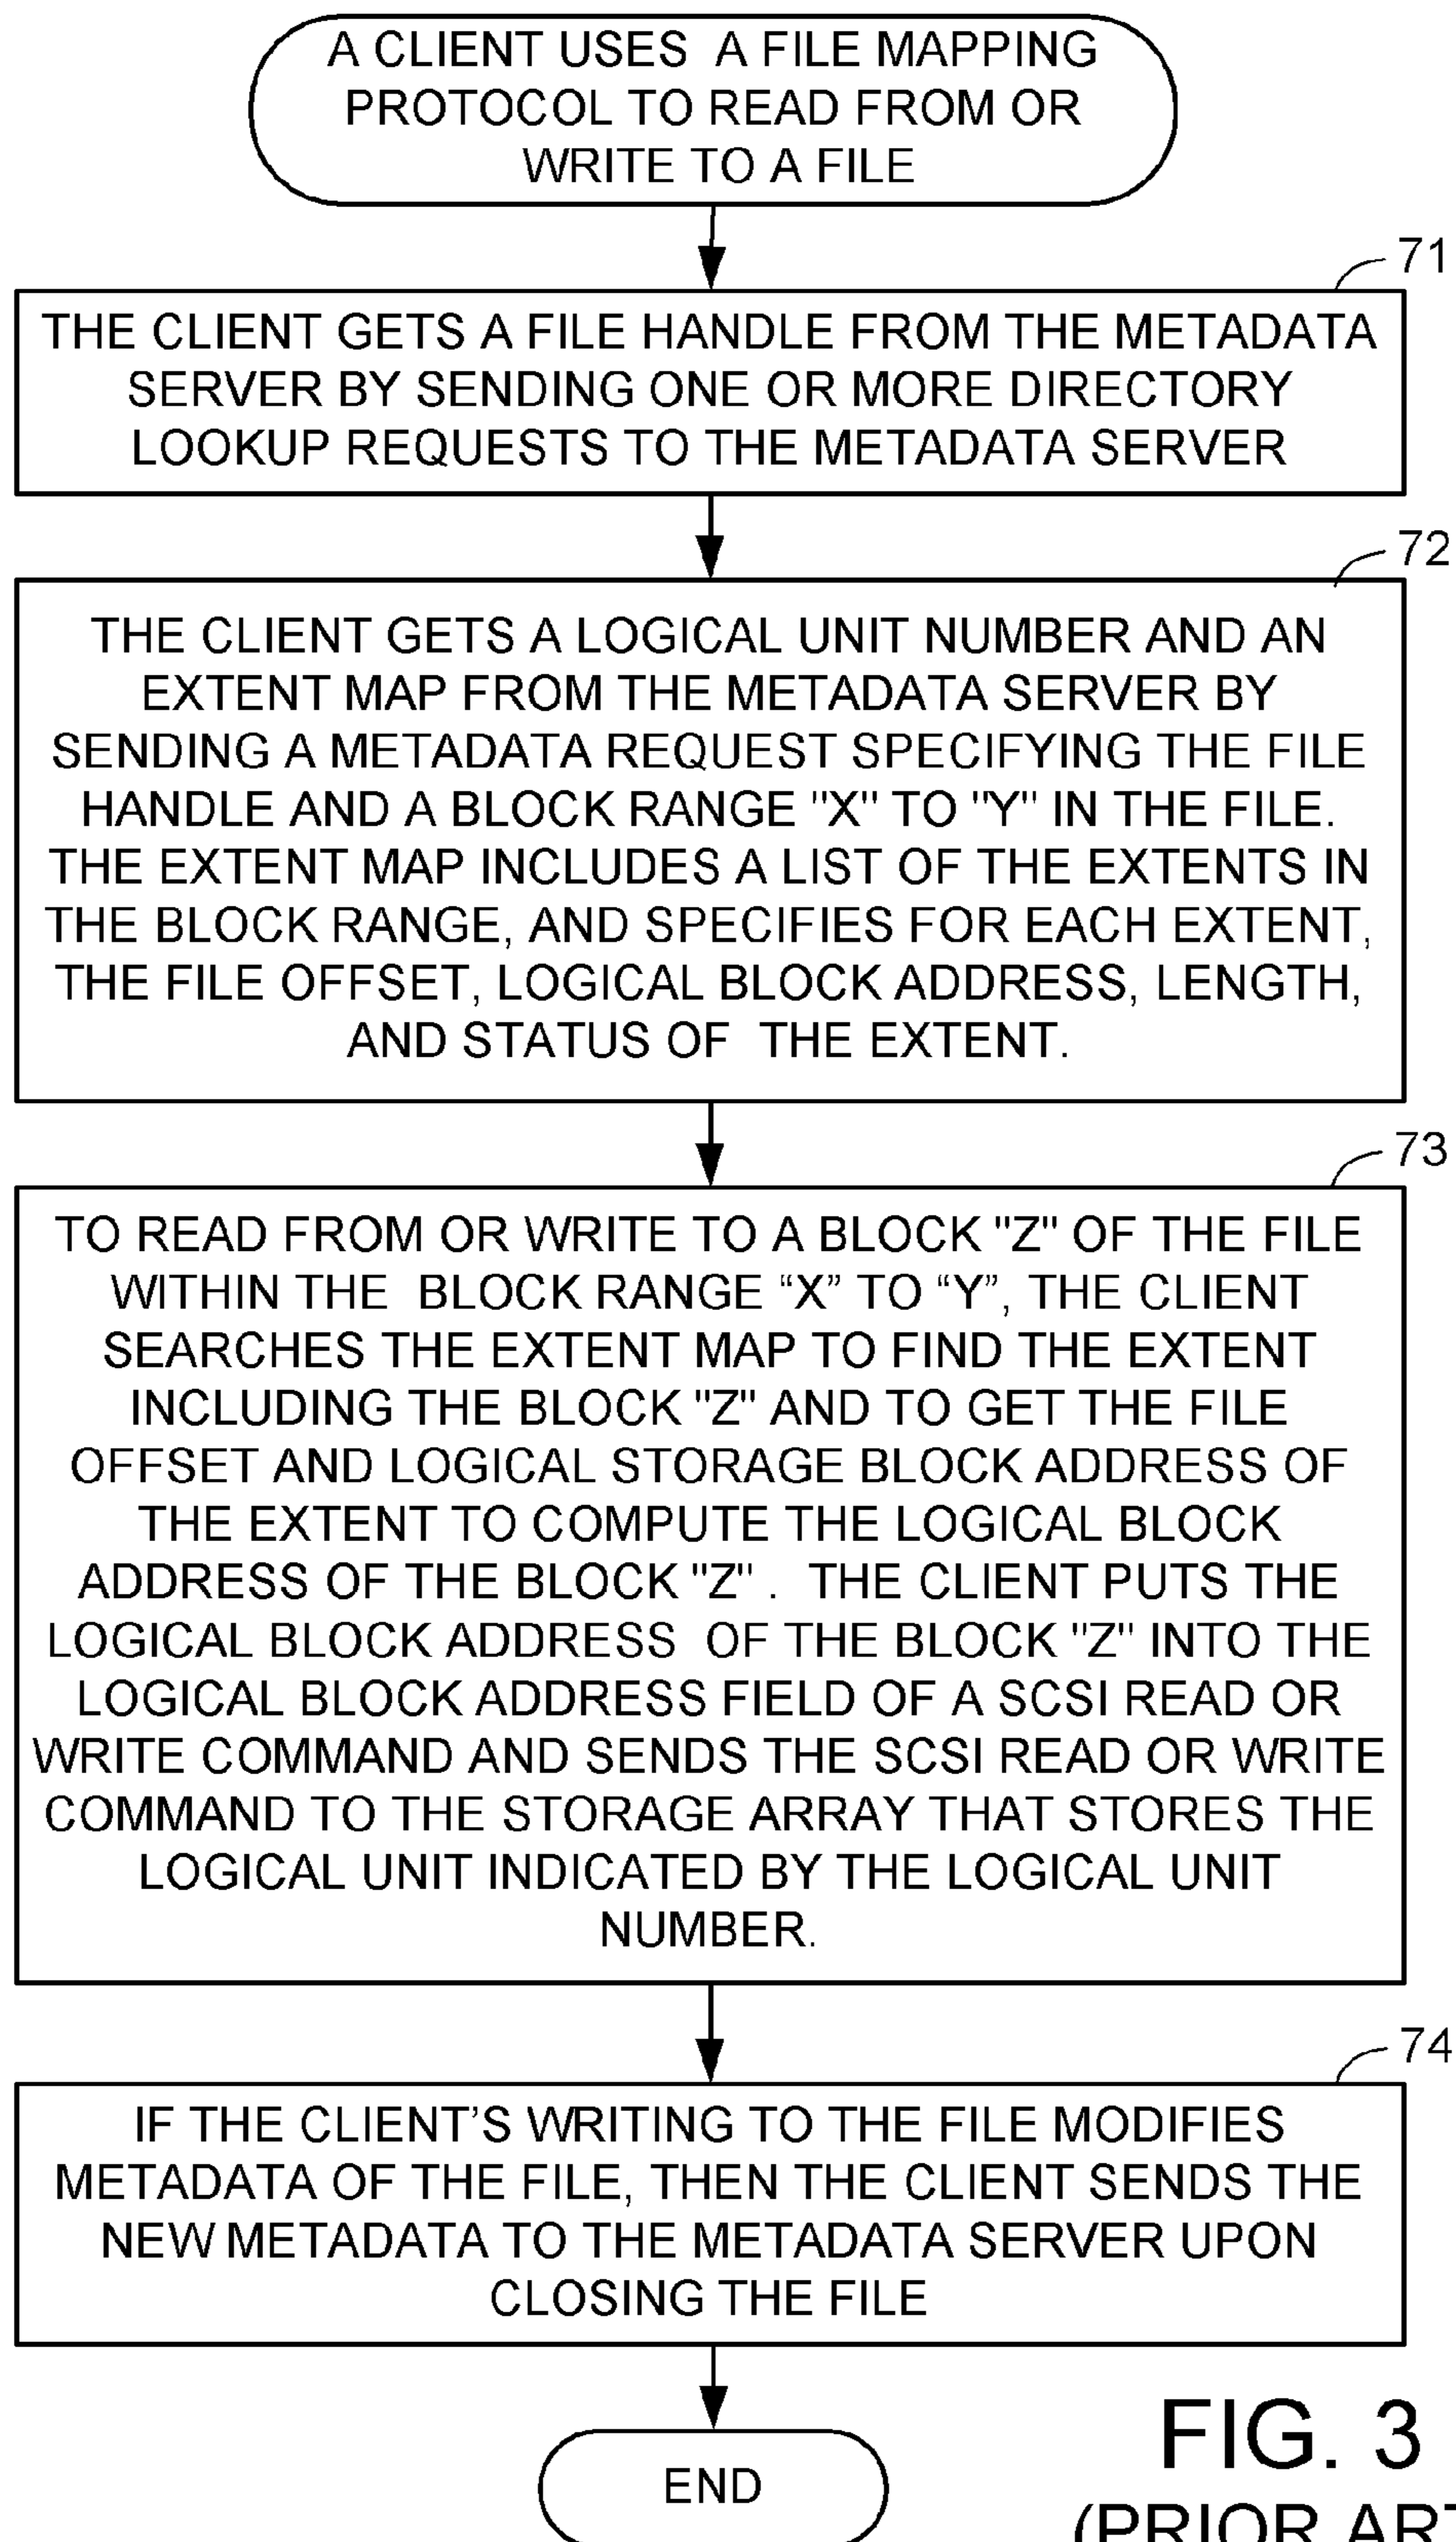 A CLIENT USES A FILE MAPPING
PROTOCOL TO READ FROM OR
WRITE TO A FILE
71
THE CLIENT GETS A FILE HANDLE FROM THE METADATA
SERVER BY SENDING ONE OR MORE DIRECTORY
LOOKUP REQUESTS TO THE METADATA SERVER
72
THE CLIENT GETS A LOGICAL UNIT NUMBER AND AN
EXTENT MAP FROM THE METADATA SERVER BY
SENDING A METADATA REQUEST SPECIFYING THE FILE
HANDLE AND A BLOCK RANGE "X" TO "Y" IN THE FILE.
THE EXTENT MAP INCLUDES A LIST OF THE EXTENTS IN
THE BLOCK RANGE, AND SPECIFIES FOR EACH EXTENT,
THE FILE OFFSET, LOGICAL BLOCK ADDRESS, LENGTH,
AND STATUS OF THE EXTENT.
73
TO READ FROM OR WRITE TO A BLOCK "Z" OF THE FILE
WITHIN THE BLOCK RANGE “X” TO “Y”, THE CLIENT
SEARCHES THE EXTENT MAP TO FIND THE EXTENT
INCLUDING THE BLOCK "Z" AND TO GET THE FILE
OFFSET AND LOGICAL STORAGE BLOCK ADDRESS OF
THE EXTENT TO COMPUTE THE LOGICAL BLOCK
ADDRESS OF THE BLOCK "Z" . THE CLIENT PUTS THE
LOGICAL BLOCK ADDRESS OF THE BLOCK "Z" INTO THE
LOGICAL BLOCK ADDRESS FIELD OF A SCSI READ OR
WRITE COMMAND AND SENDS THE SCSI READ OR WRITE
COMMAND TO THE STORAGE ARRAY THAT STORES THE
LOGICAL UNIT INDICATED BY THE LOGICAL UNIT
NUMBER.
74
IF THE CLIENT’S WRITING TO THE FILE MODIFIES
METADATA OF THE FILE, THEN THE CLIENT SENDS THE
NEW METADATA TO THE METADATA SERVER UPON
CLOSING THE FILE
END
FIG. 3
(PRIOR ART